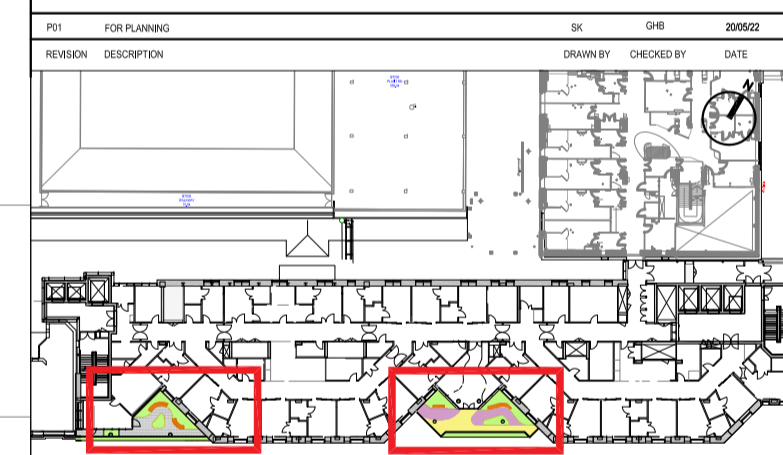 P01 FOR PLANNING SK GHB 20/05/22
REVISION DESCRIPTION DRAWN BY CHECKED BY DATE
N